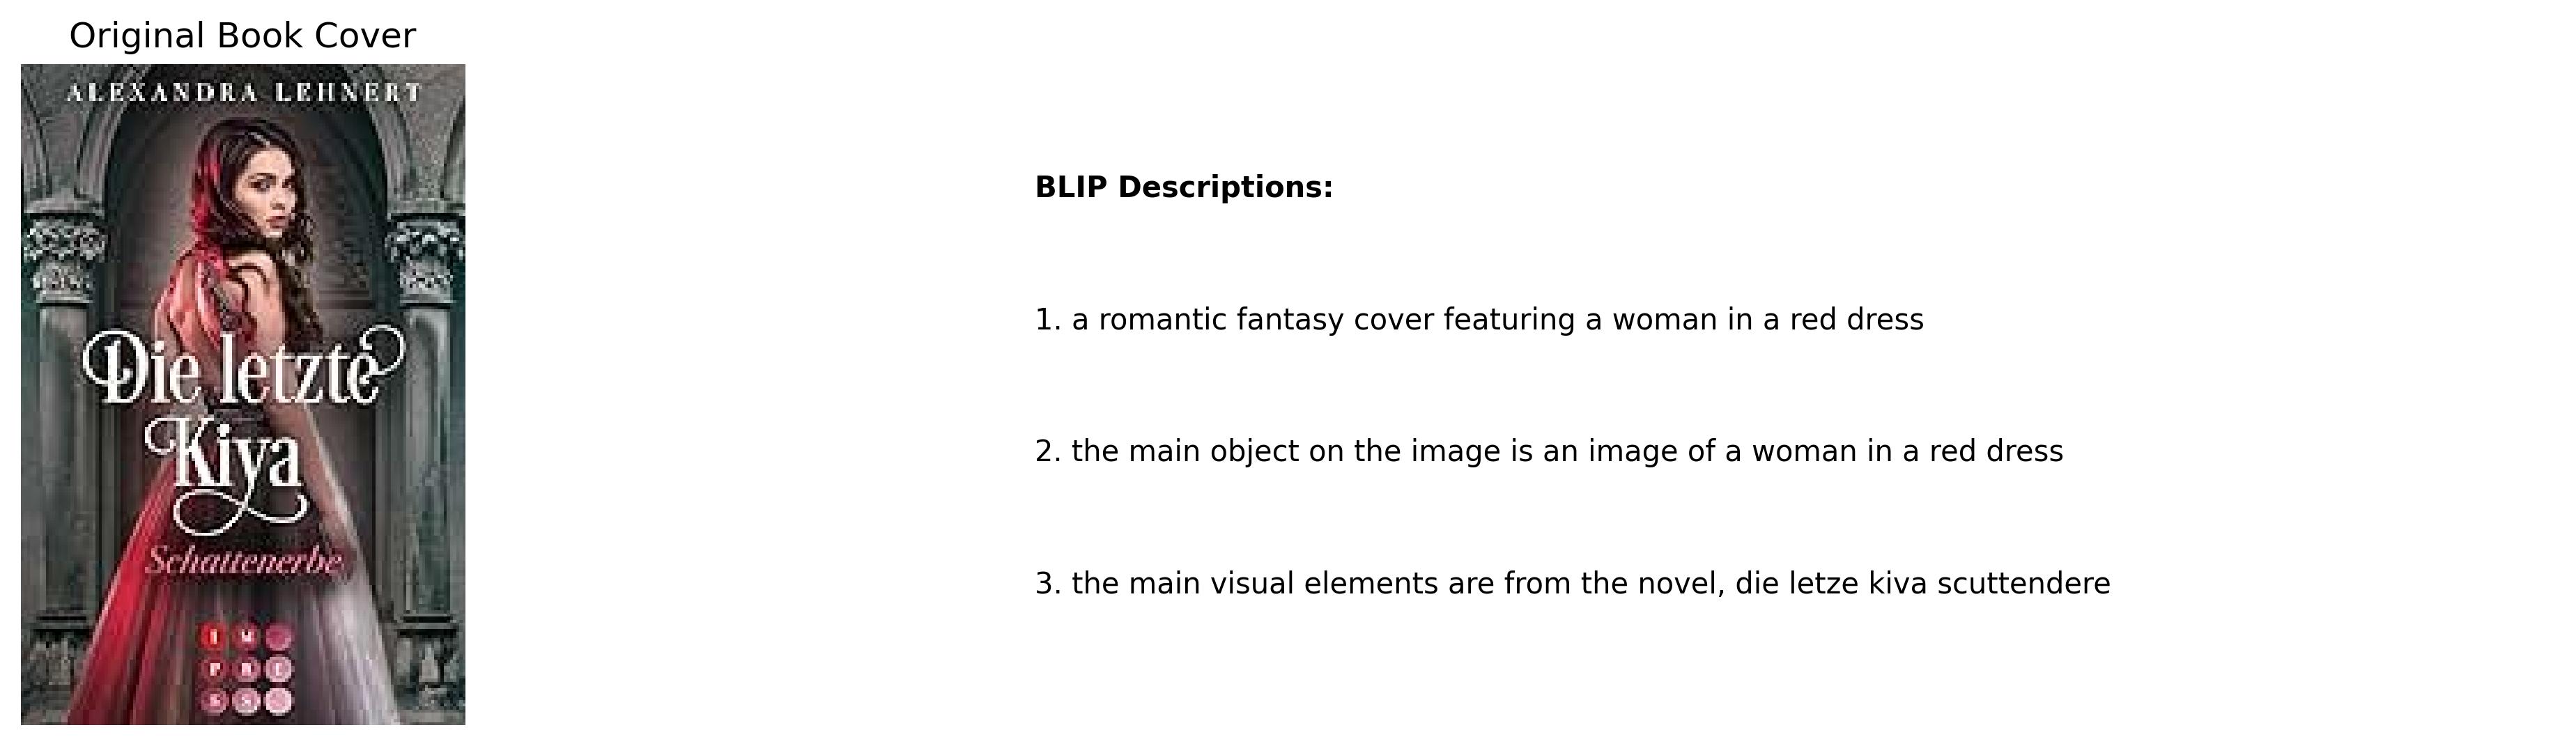 Original Book Cover
ALEXANDRA LEHNERT
Die letzte
Kiya
Schattenerbe
I M
P R E
S S
BLIP Descriptions:
1. a romantic fantasy cover featuring a woman in a red dress
2. the main object on the image is an image of a woman in a red dress
3. the main visual elements are from the novel, die letze kiva scuttendere